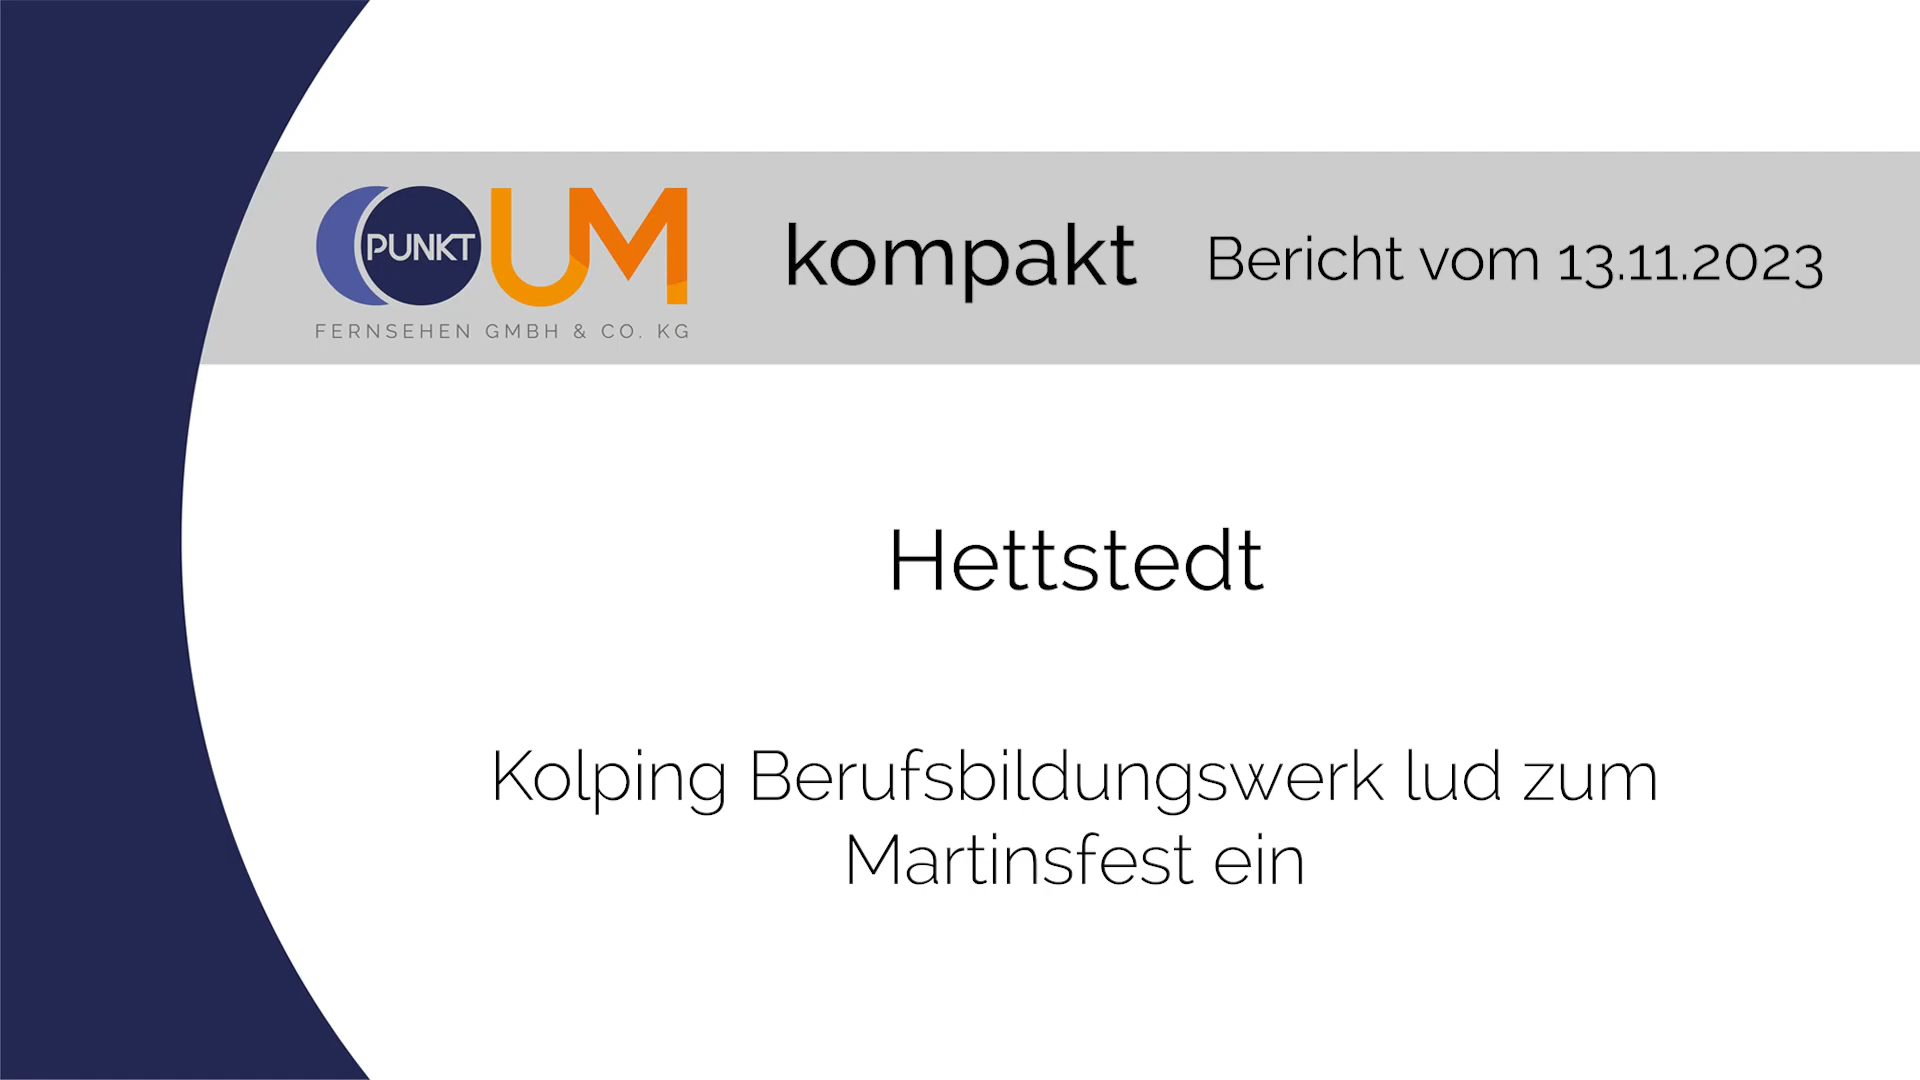 PUNKT UM
FERNSEHEN GMBH & CO. KG
kompakt
Bericht vom 13.11.2023
Hettstedt
Kolping Berufsbildungswerk lud zum
Martinsfest ein